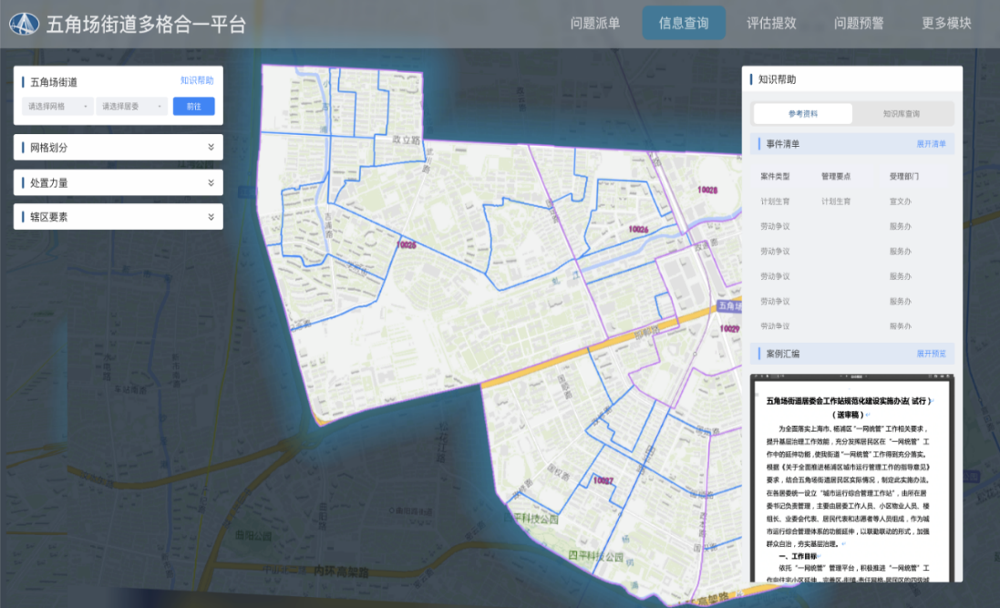 五角场街道多格合一平台
问题派单
信息查询
评估提效
问题预警
更多模块
五角场街道
知识帮助
请选择网格
请选择居委
前往
网格划分
处置力量
辖区要素
政立路
10025
10026
10028
五角场
10029
邯郸路
国权路
10027
四平科技公园
四平科技公园
曲阳公园
内环高架路
知识帮助
参考资料
知识库查询
事件清单
展开清单
案件类型 管理要点 受理部门
计划生育 计划生育 宣文办
劳动争议 服务办
劳动争议 服务办
劳动争议 服务办
劳动争议 服务办
劳动争议 服务办
案例汇编
展开预览
五角场街道居委会工作站规范化建设实施办法(试行)
(送审稿)
为全面落实上海市、杨浦区“一网统管”工作相关要求，
提升基层治理工作效能，充分发挥居民区在“一网统管”工
作中的延伸功能，使我街道“一网统管”工作得到充分落实。
根据《关于全面推进杨浦区城市运行管理工作的指导意见》
要求，结合五角场街道居民区实际情况，制定此实施办法。
在各居委统一设立“城市运行综合管理工作站”，由所在居
委书记负责管理，主要由居委工作人员、小区物业人员、楼
组长、业委会代表、居民代表和志愿者等人员组成，作为城
市运行综合管理体系的功能延伸，以联勤联动的形式，加强
群众自治，夯实基层治理。
一、工作目标
依托“一网统管”管理平台，积极推进“一网统管”工
作向住宅小区延伸，完善区-街镇-责任网格-居民区的四级城